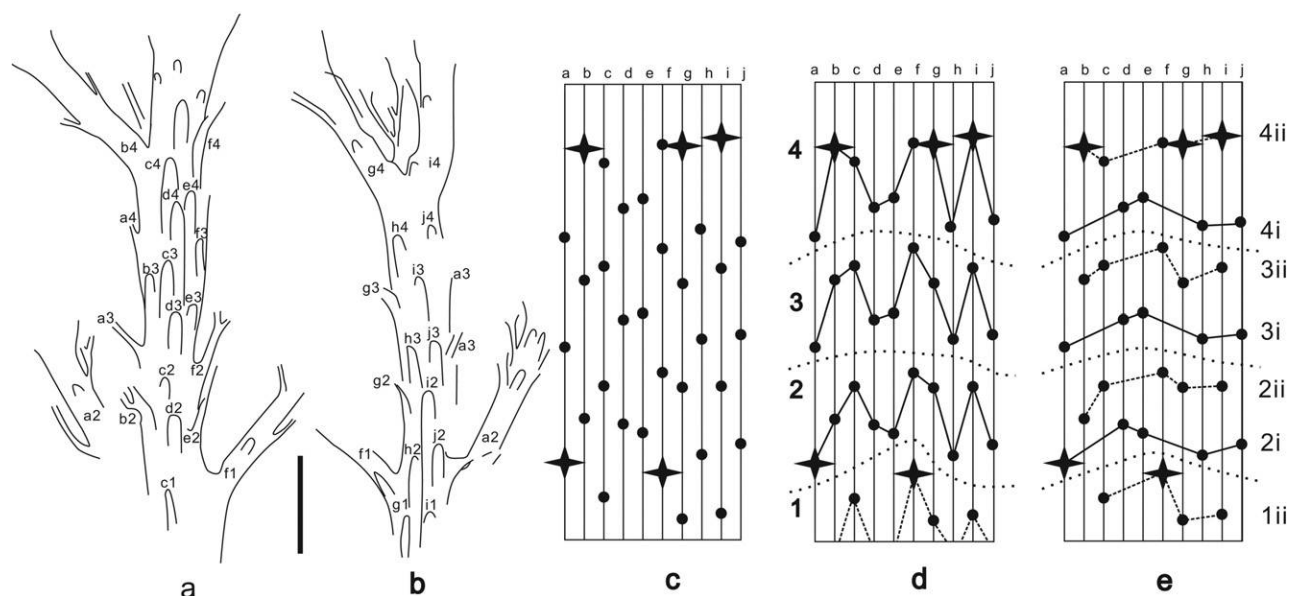 b4
c4
f4
d4
e4
a4
f3
b3
c3
d3
e3
a3
f2
c2
a2
b2
d2
e2
f1
c1
a
g4
i4
h4
j4
i3
a3
g3
h3
j3
a3
g2
i2
f1
h2
j2
a2
g1
i1
b
a b c d e f g h i j
c
a b c d e f g h i j
4
3
2
1
d
a b c d e f g h i j
4ii
4i
3ii
3i
2ii
2i
1ii
e